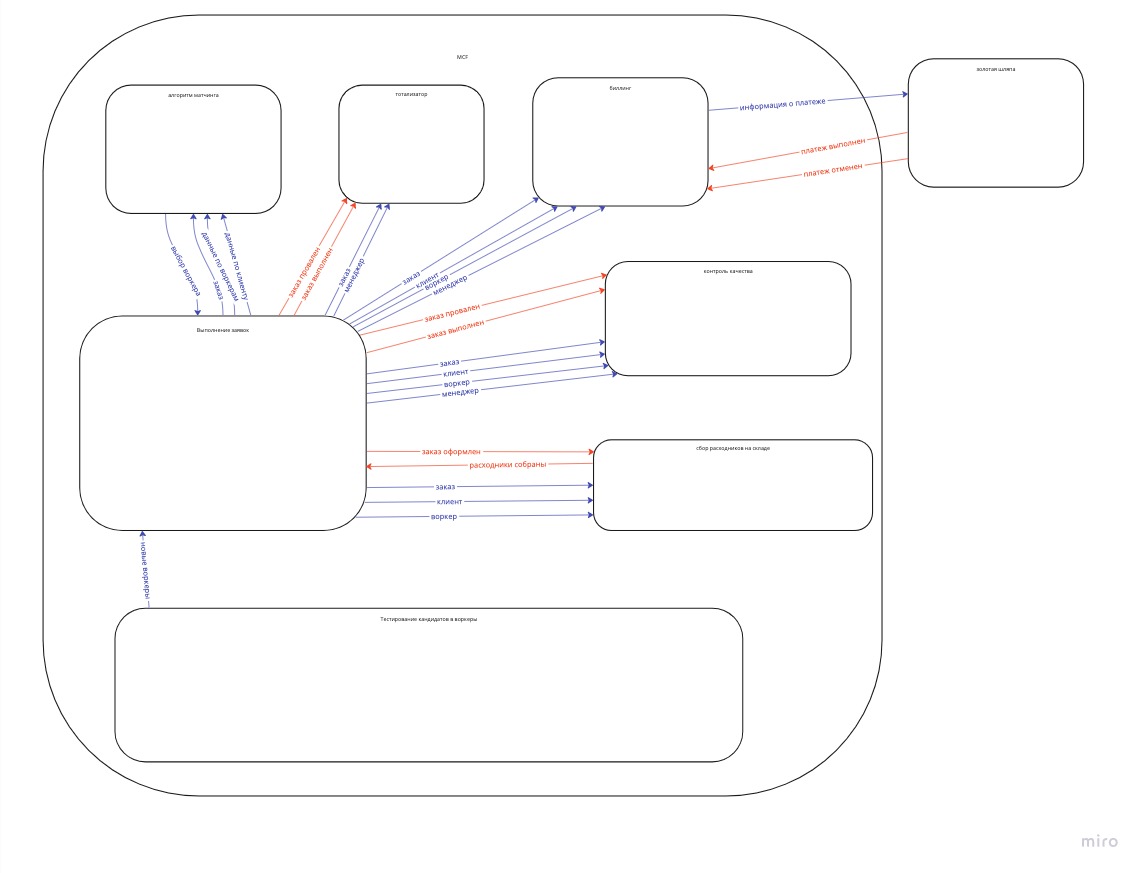 MCF
алгоритм матчинга
тотализатор
биллинг
золотая шляпа
информация о платеже
платеж выполнен
платеж отменен
выбор воркера
заказ
данные по воркерам
данные по клиенту
заказ провален
заказ выполнен
заказ
менеджер
заказ
клиент
воркер
менеджер
контроль качества
заказ провален
заказ выполнен
Выполнение заявок
заказ
клиент
воркер
менеджер
сбор расходников на складе
заказ оформлен
расходники собраны
заказ
клиент
воркер
новые воркеры
Тестирование кандидатов в воркеры
miro